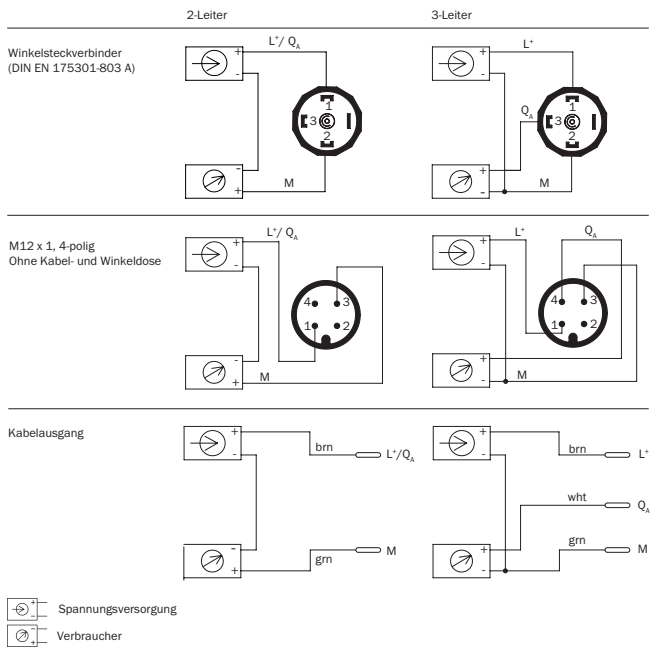 2-Leiter
3-Leiter
Winkelsteckverbinder
(DIN EN 175301-803 A)
+
-
L⁺/ Q_A
1
3
2
-
+
M
+
-
L⁺
Q_A
1
3
2
+
-
M
M12 x 1, 4-polig
Ohne Kabel- und Winkeldose
+
-
L⁺/ Q_A
4
3
1
2
-
+
M
+
-
L⁺
Q_A
4
3
1
2
+
-
M
Kabelausgang
+
-
brn
L⁺/Q_A
-
+
grn
M
+
-
brn
L⁺
wht
Q_A
+
-
grn
M
+
-
Spannungsversorgung
-
+
Verbraucher